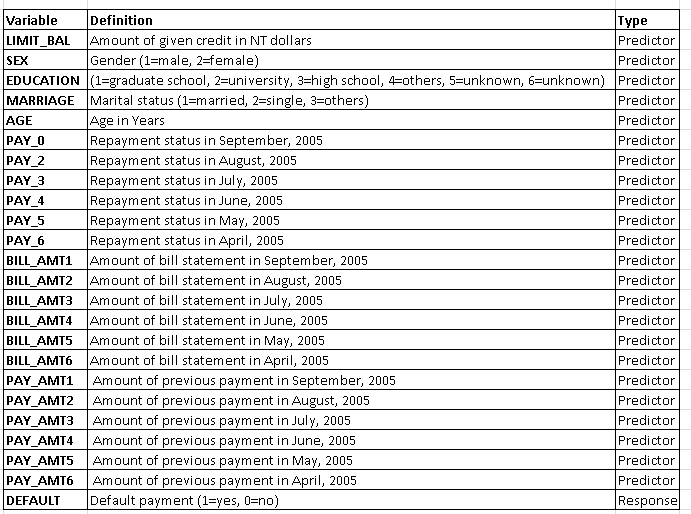 Variable Definition Type
LIMIT_BAL Amount of given credit in NT dollars Predictor
SEX Gender (1=male, 2=female) Predictor
EDUCATION (1=graduate school, 2=university, 3=high school, 4=others, 5=unknown, 6=unknown) Predictor
MARRIAGE Marital status (1=married, 2=single, 3=others) Predictor
AGE Age in Years Predictor
PAY_0 Repayment status in September, 2005 Predictor
PAY_2 Repayment status in August, 2005 Predictor
PAY_3 Repayment status in July, 2005 Predictor
PAY_4 Repayment status in June, 2005 Predictor
PAY_5 Repayment status in May, 2005 Predictor
PAY_6 Repayment status in April, 2005 Predictor
BILL_AMT1 Amount of bill statement in September, 2005 Predictor
BILL_AMT2 Amount of bill statement in August, 2005 Predictor
BILL_AMT3 Amount of bill statement in July, 2005 Predictor
BILL_AMT4 Amount of bill statement in June, 2005 Predictor
BILL_AMT5 Amount of bill statement in May, 2005 Predictor
BILL_AMT6 Amount of bill statement in April, 2005 Predictor
PAY_AMT1 Amount of previous payment in September, 2005 Predictor
PAY_AMT2 Amount of previous payment in August, 2005 Predictor
PAY_AMT3 Amount of previous payment in July, 2005 Predictor
PAY_AMT4 Amount of previous payment in June, 2005 Predictor
PAY_AMT5 Amount of previous payment in May, 2005 Predictor
PAY_AMT6 Amount of previous payment in April, 2005 Predictor
DEFAULT Default payment (1=yes, 0=no) Response